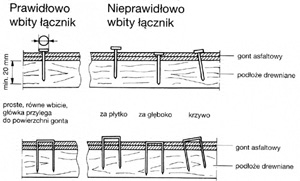 Prawidłowo
wbity łącznik
Nieprawidłowo
wbity łącznik
min. 20 mm
gont asfaltowy
podłoże drewniane
proste, równe wbicie,
główka przylega
do powierzchni gonta
za płytko
za głęboko
krzywo
gont asfaltowy
podłoże drewniane